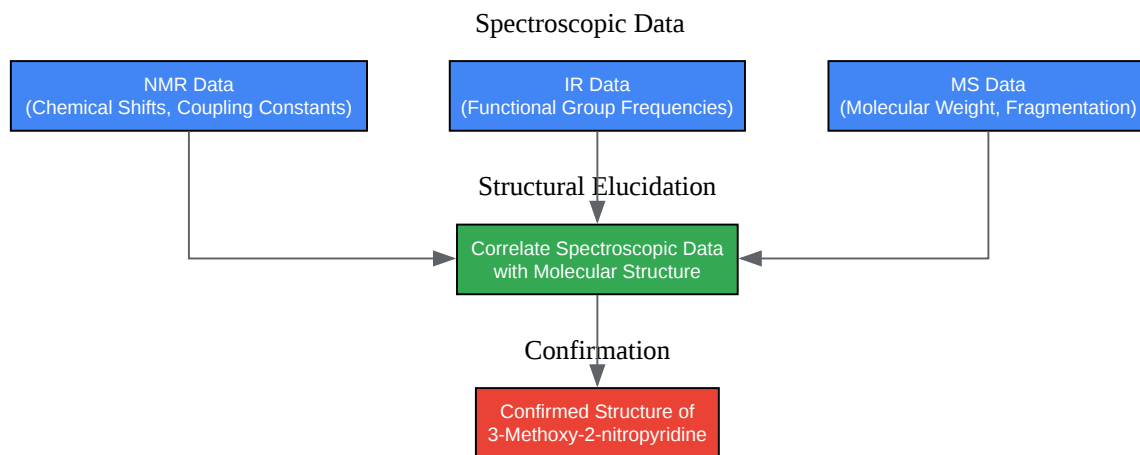 Spectroscopic Data
NMR Data
(Chemical Shifts, Coupling Constants)
IR Data
(Functional Group Frequencies)
MS Data
(Molecular Weight, Fragmentation)
Structural Elucidation
Correlate Spectroscopic Data
with Molecular Structure
Confirmation
Confirmed Structure of
3-Methoxy-2-nitropyridine